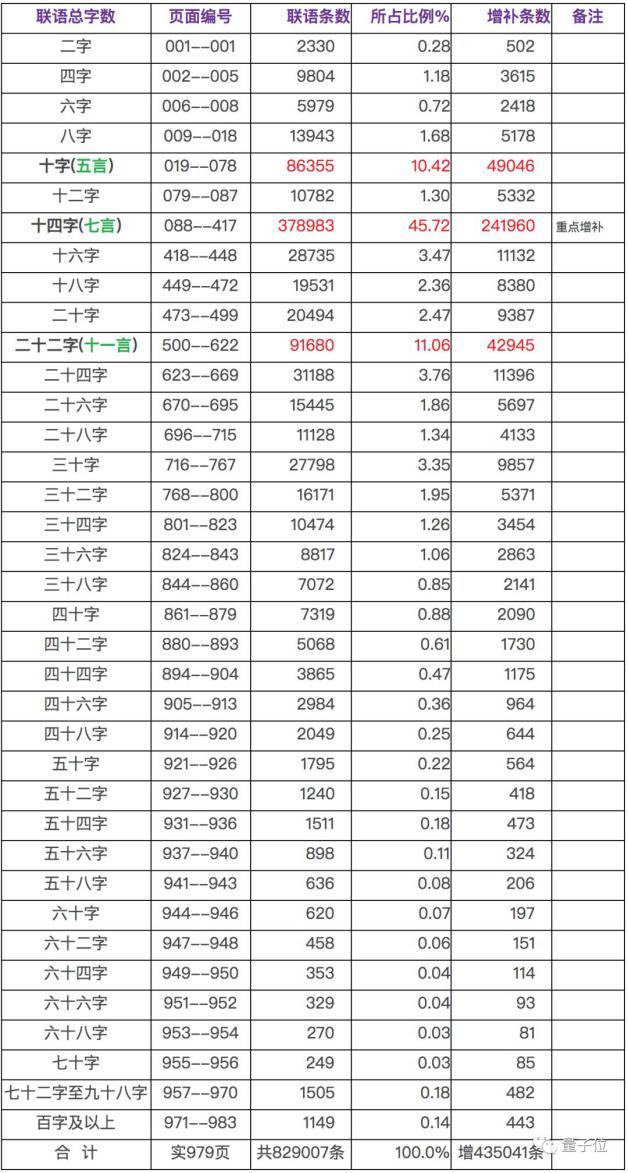 联语总字数 页面编号 联语条数 所占比例% 增补条数 备注
二字 001--001 2330 0.28 502
四字 002--005 9804 1.18 3615
六字 006--008 5979 0.72 2418
八字 009--018 13943 1.68 5178
十字(五言) 019--078 86355 10.42 49046
十二字 079--087 10782 1.30 5332
十四字(七言) 088--417 378983 45.72 241960 重点增补
十六字 418--448 28735 3.47 11132
十八字 449--472 19531 2.36 8380
二十字 473--499 20494 2.47 9387
二十二字(十一言) 500--622 91680 11.06 42945
二十四字 623--669 31188 3.76 11396
二十六字 670--695 15445 1.86 5697
二十八字 696--715 11128 1.34 4133
三十字 716--767 27798 3.35 9857
三十二字 768--800 16171 1.95 5371
三十四字 801--823 10474 1.26 3454
三十六字 824--843 8817 1.06 2863
三十八字 844--860 7072 0.85 2141
四十字 861--879 7319 0.88 2090
四十二字 880--893 5068 0.61 1730
四十四字 894--904 3865 0.47 1175
四十六字 905--913 2984 0.36 964
四十八字 914--920 2049 0.25 644
五十字 921--926 1795 0.22 564
五十二字 927--930 1240 0.15 418
五十四字 931--936 1511 0.18 473
五十六字 937--940 898 0.11 324
五十八字 941--943 636 0.08 206
六十字 944--946 620 0.07 197
六十二字 947--948 458 0.06 151
六十四字 949--950 353 0.04 114
六十六字 951--952 329 0.04 93
六十八字 953--954 270 0.03 81
七十字 955--956 249 0.03 85
七十二字至九十八字 957--970 1505 0.18 482
百字及以上 971--983 1149 0.14 443
合 计 实979页 共829007条 100.0% 增435041条
量子位